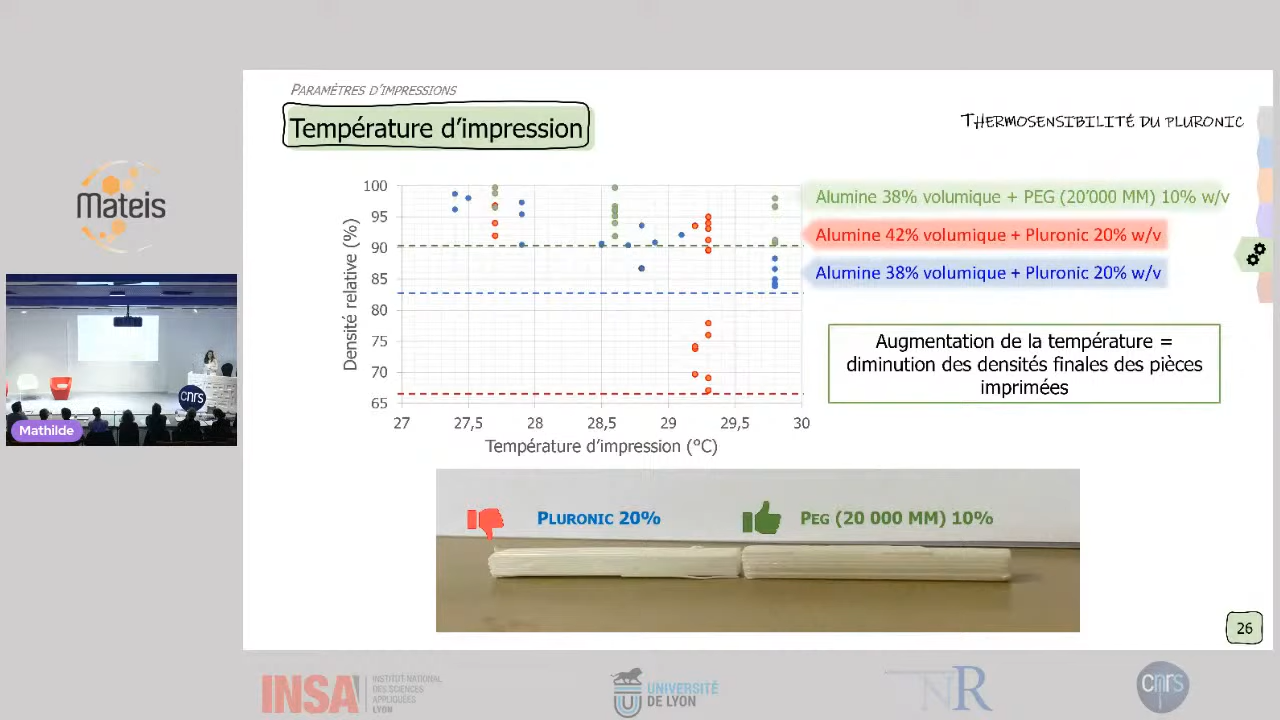 PARAMÈTRES D'IMPRESSIONS
Température d'impression
THERMOSENSIBILITÉ DU PLURONIC
mateis
Densité relative (%)
100
95
90
85
80
75
70
65
27
28
28,5
29
29,5
30
Température d'impression (°C)
Alumine 38% volumique + PEG (20'000 MM) 10% w/v
Alumine 42% volumique + Pluronic 20% w/v
Alumine 38% volumique + Pluronic 20% w/v
Augmentation de la température =
diminution des densités finales des pièces
imprimées
cnrs
Mathilde
PLURONIC 20%
PEG (20 000 MM) 10%
26
INSA
INSTITUT NATIONAL
DES SCIENCES
APPLIQUÉES
LYON
UNIVERSITÉ
DE LYON
NR
cnrs